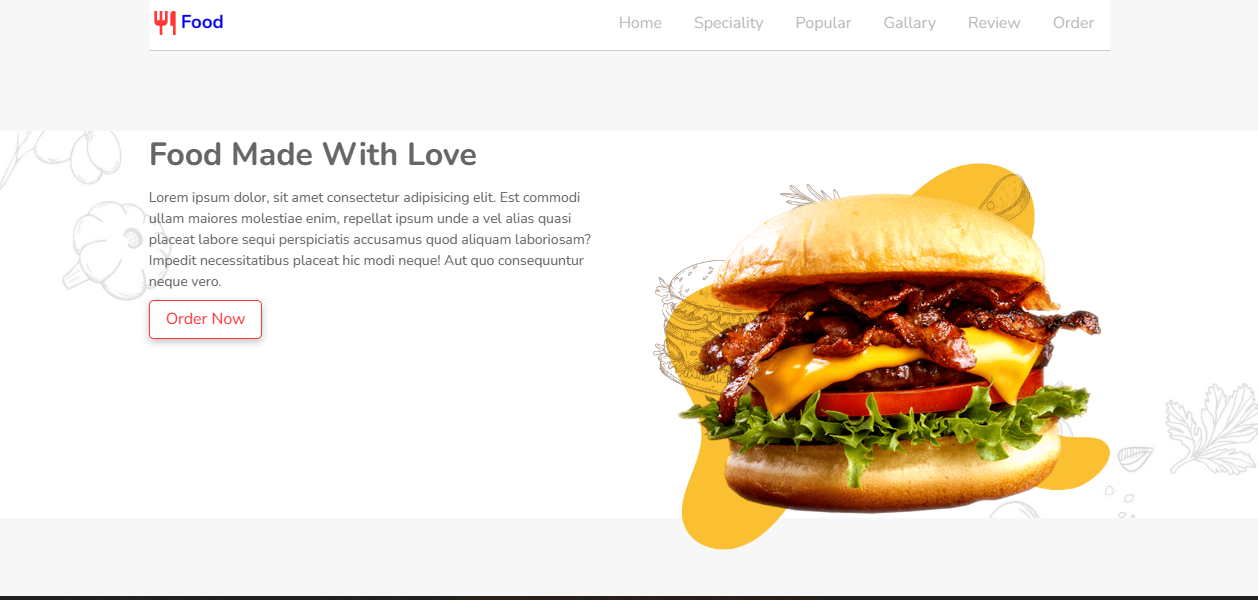 Food
Home Speciality Popular Gallary Review Order
Food Made With Love
Lorem ipsum dolor, sit amet consectetur adipisicing elit. Est commodi
ullam maiores molestiae enim, repellat ipsum unde a vel alias quasi
placeat labore sequi perspiciatis accusamus quod aliquam laboriosam?
Impedit necessitatibus placeat hic modi neque! Aut quo consequuntur
neque vero.
Order Now